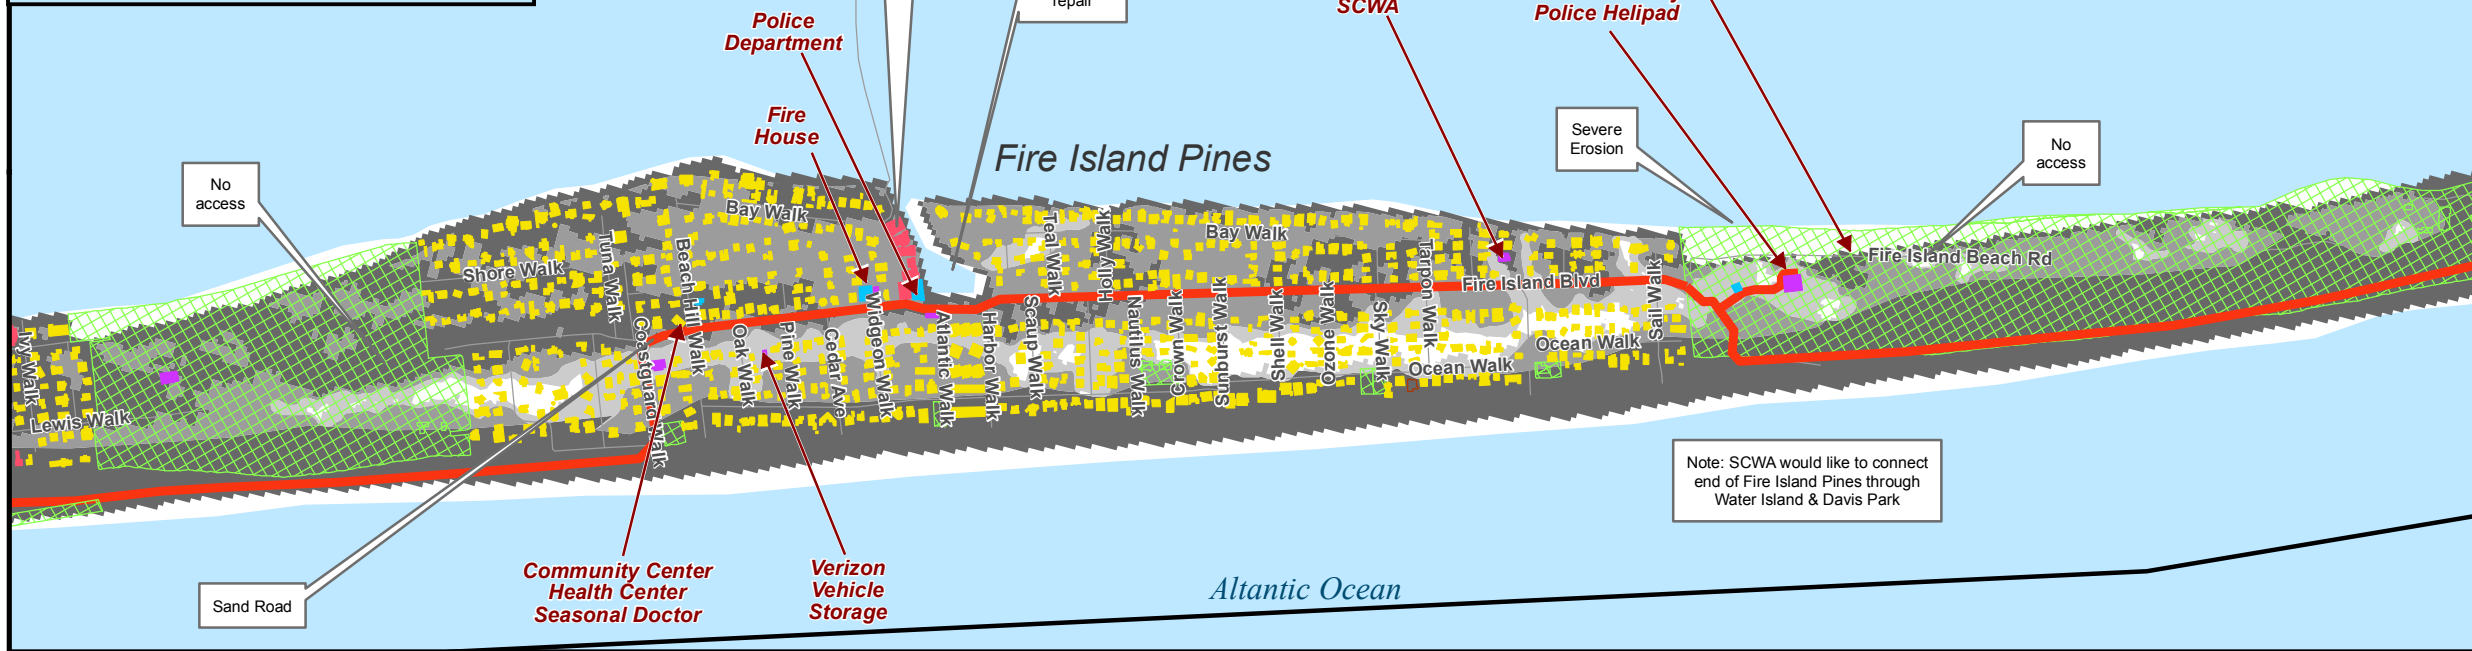 repair
SCWA
Police Helipad
Police
Department
Fire
House
Fire Island Pines
Severe
Erosion
No
access
No
access
Bay Walk
Bay Walk
Shore Walk
Tuna Walk
Beach Hill Walk
Teal Walk
Holly Walk
Tarpon Walk
Fire Island Blvd
Sail Walk
Fire Island Beach Rd
Ivy Walk
Lewis Walk
Coastguard Walk
Oak Walk
Pine Walk
Cedar Ave
Widgeon Walk
Atlantic Walk
Harbor Walk
Scaup Walk
Nautilus Walk
Crown Walk
Sunburst Walk
Shell Walk
Ozone Walk
Sky Walk
Ocean Walk
Ocean Walk
Note: SCWA would like to connect
end of Fire Island Pines through
Water Island & Davis Park
Sand Road
Community Center
Health Center
Seasonal Doctor
Verizon
Vehicle
Storage
Altantic Ocean